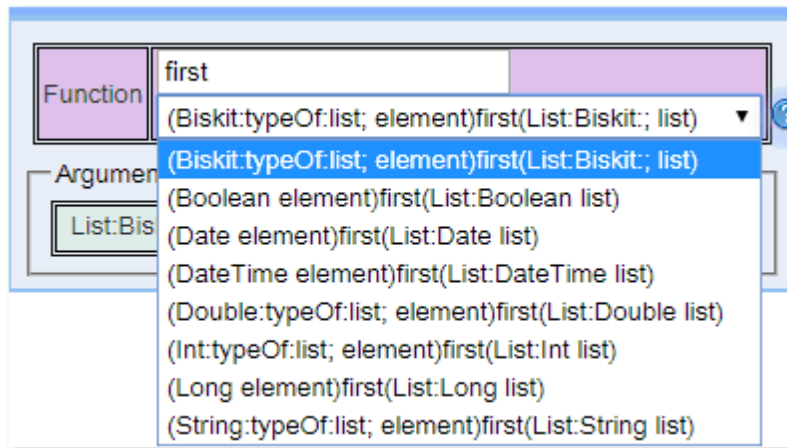 first
Function
(Biskit:typeOf:list; element)first(List:Biskit:; list)
(Biskit:typeOf:list; element)first(List:Biskit:; list)
Argumen
(Boolean element)first(List:Boolean list)
List:Bis
(Date element)first(List:Date list)
(DateTime element)first(List:DateTime list)
(Double:typeOf:list; element)first(List:Double list)
(Int:typeOf:list; element)first(List:Int list)
(Long element)first(List:Long list)
(String:typeOf:list; element)first(List:String list)